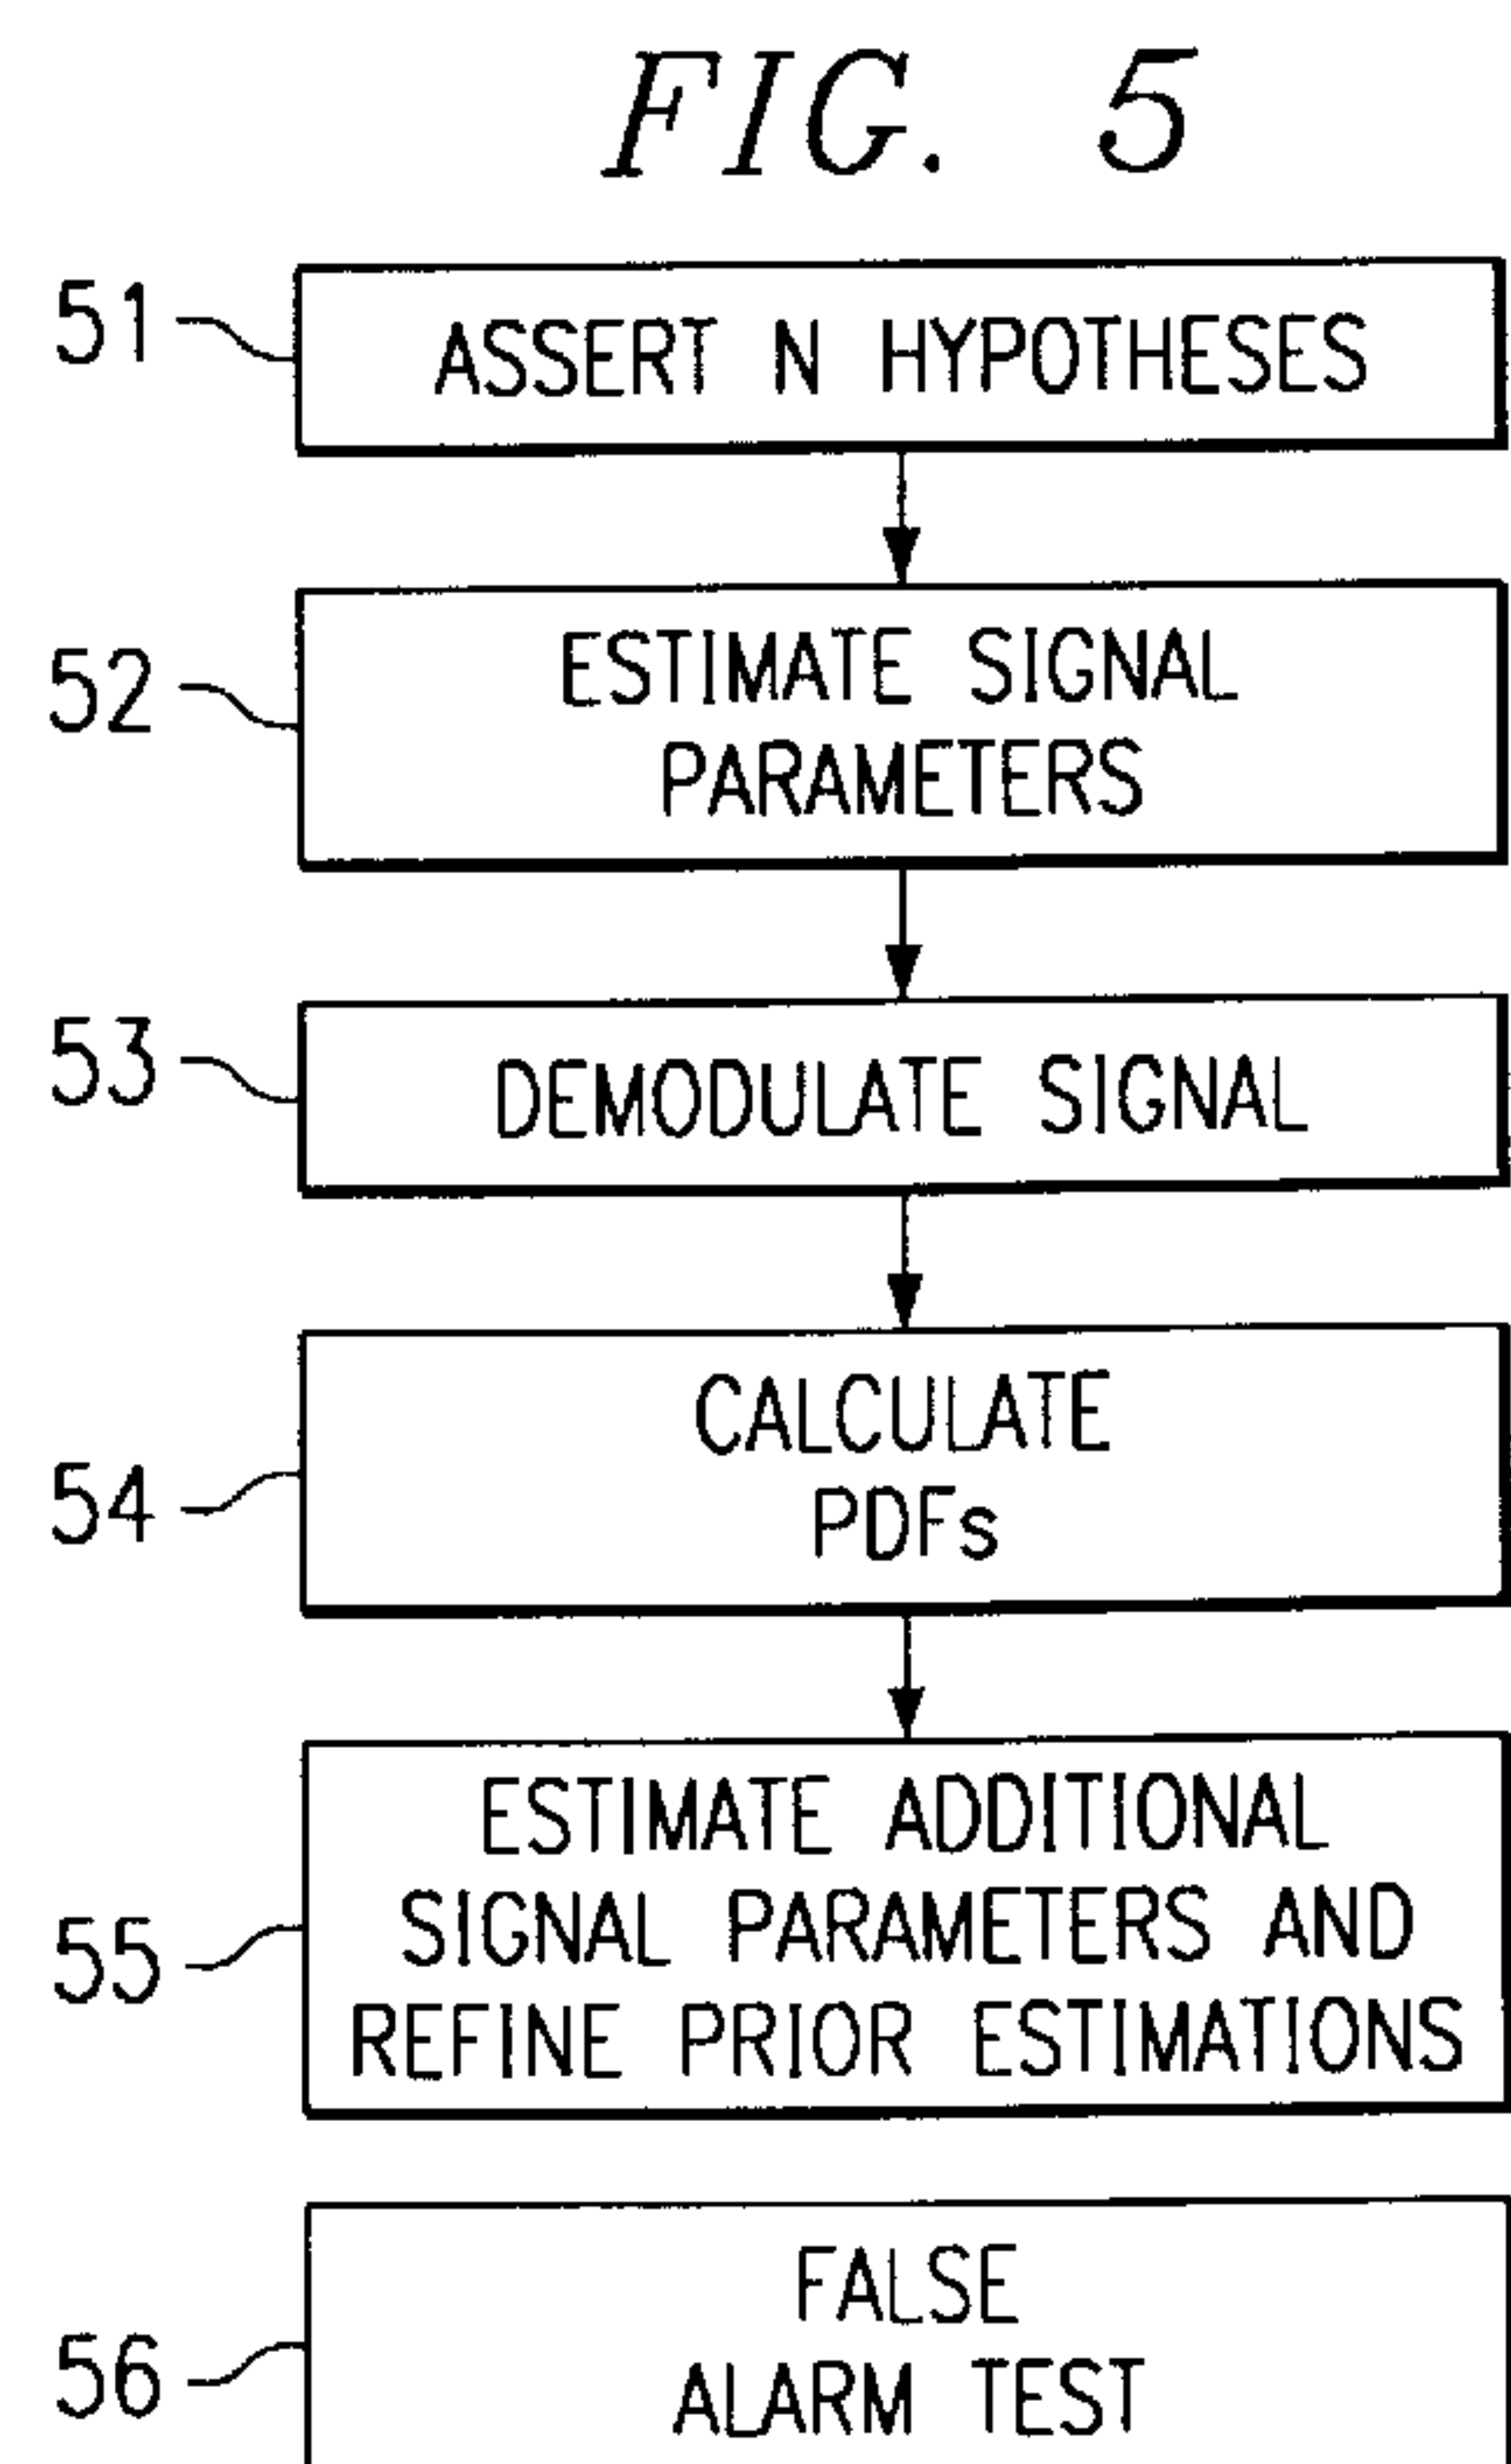 FIG. 5
51
ASSERT N HYPOTHESES
52
ESTIMATE SIGNAL
PARAMETERS
53
DEMODULATE SIGNAL
54
CALCULATE
PDFs
55
ESTIMATE ADDITIONAL
SIGNAL PARAMETERS AND
REFINE PRIOR ESTIMATIONS
56
FALSE
ALARM TEST